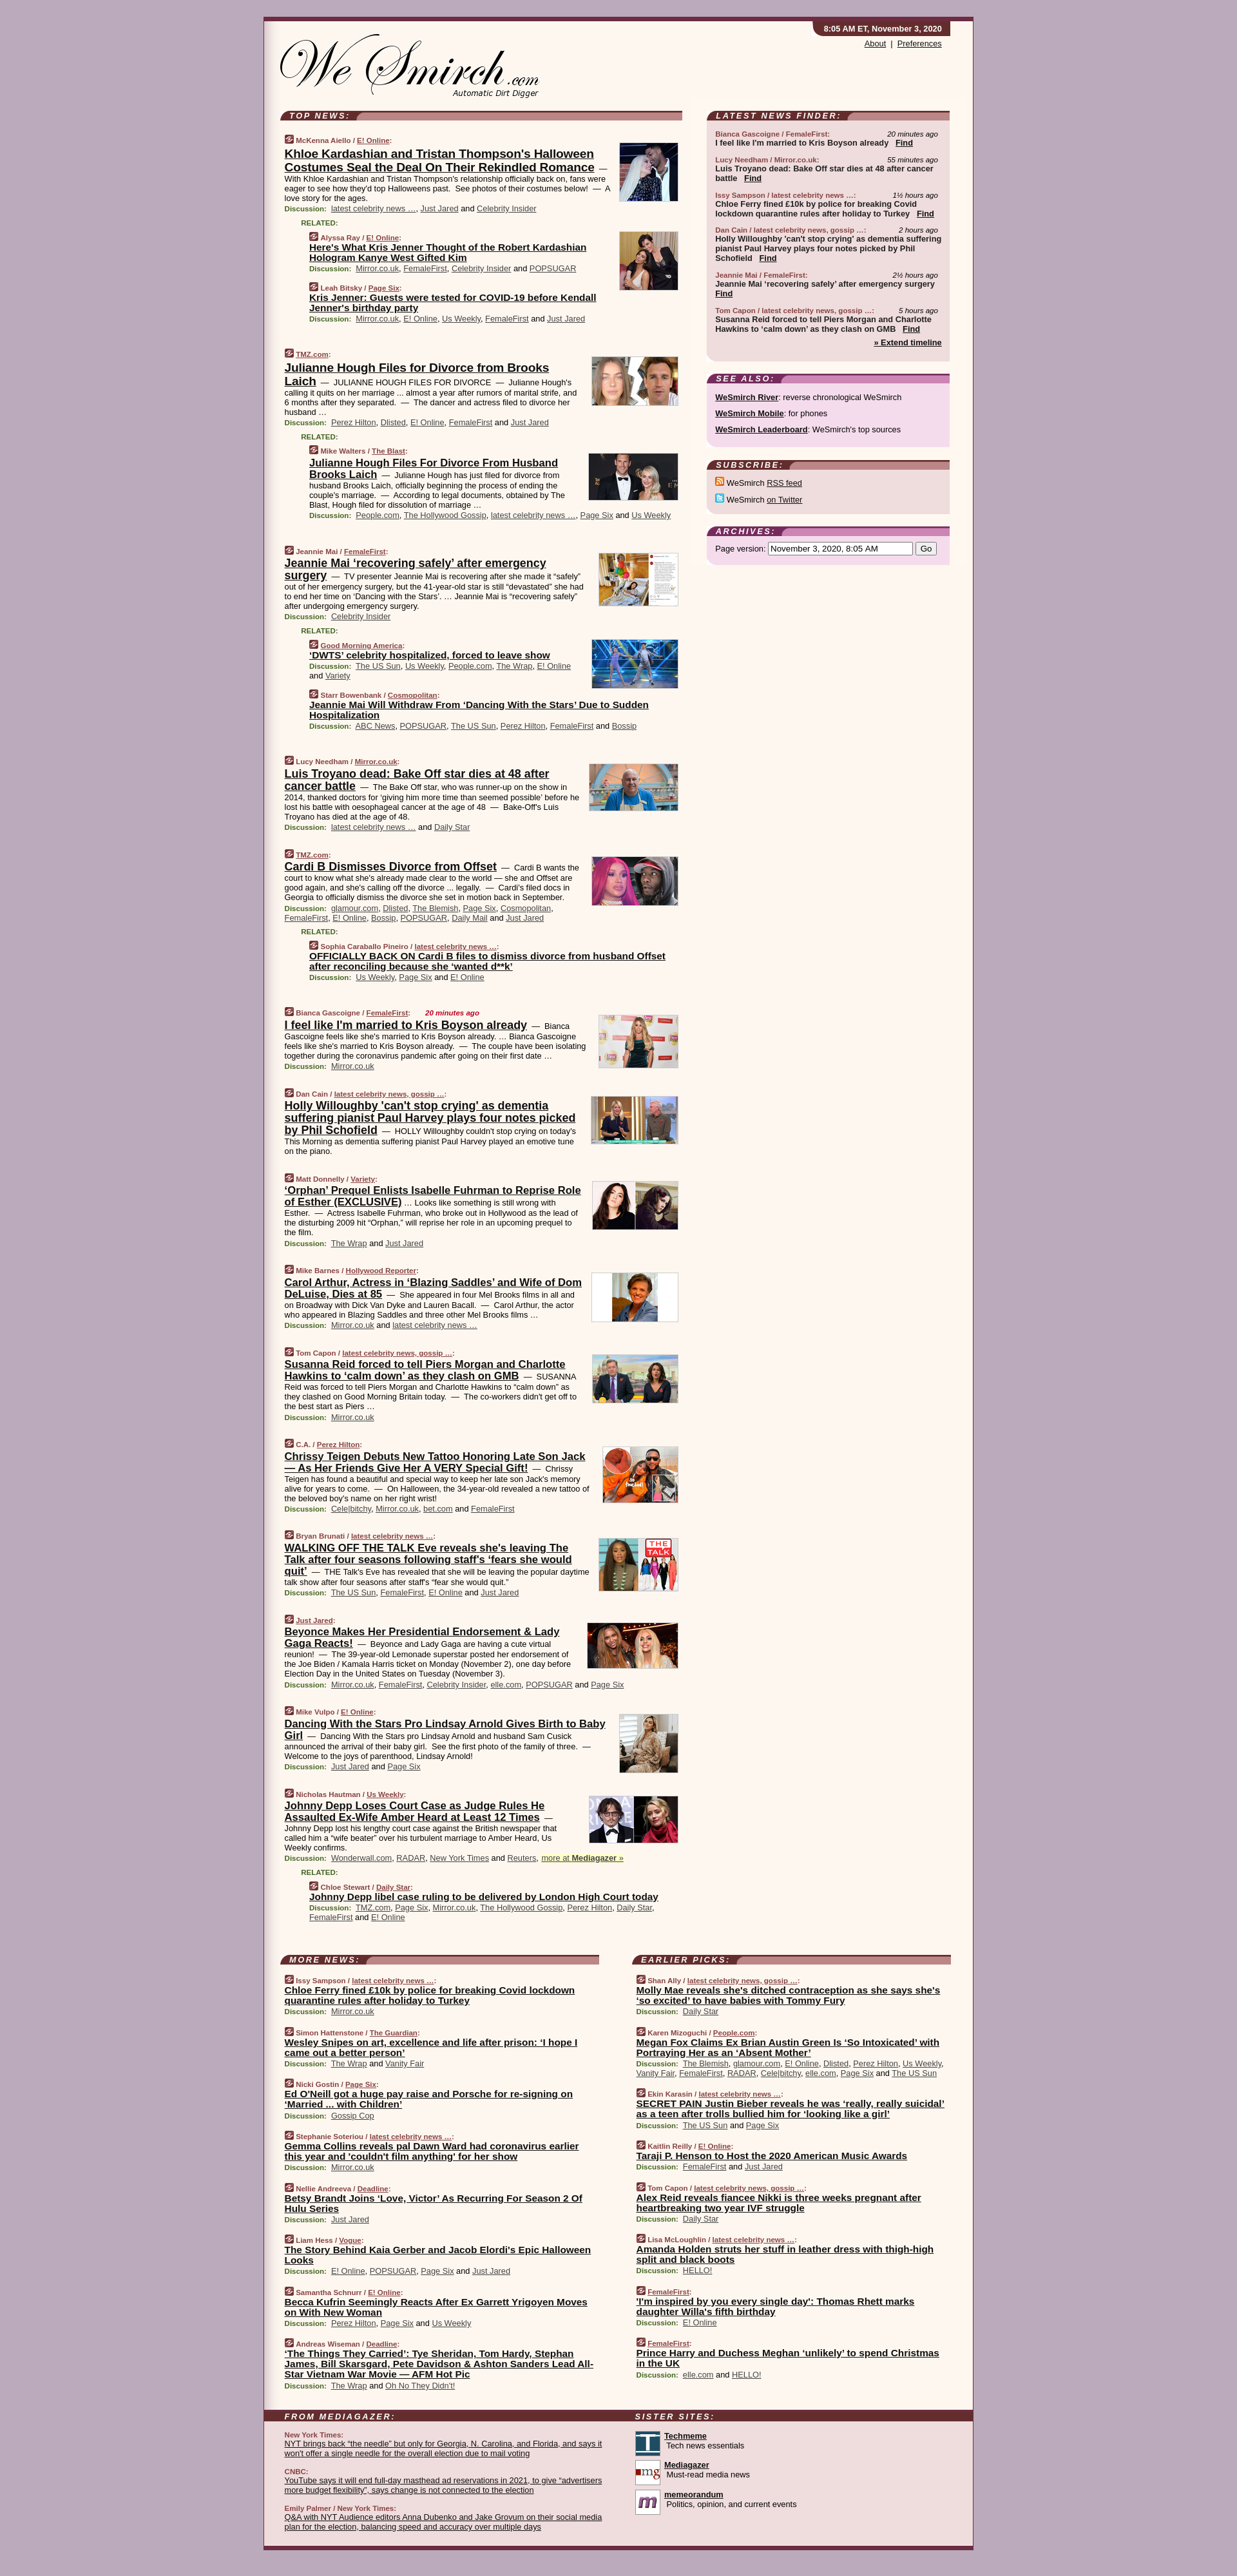 8:05 AM ET, November 3, 2020
About | Preferences
We Smirch.com
Automatic Dirt Digger
TOP NEWS:
McKenna Aiello / E! Online:
Khloe Kardashian and Tristan Thompson's Halloween
Costumes Seal the Deal On Their Rekindled Romance —
With Khloe Kardashian and Tristan Thompson's relationship officially back on, fans were
eager to see how they'd top Halloweens past. See photos of their costumes below! — A
love story for the ages.
Discussion: latest celebrity news …, Just Jared and Celebrity Insider
RELATED:
Alyssa Ray / E! Online:
Here's What Kris Jenner Thought of the Robert Kardashian
Hologram Kanye West Gifted Kim
Discussion: Mirror.co.uk, FemaleFirst, Celebrity Insider and POPSUGAR
Leah Bitsky / Page Six:
Kris Jenner: Guests were tested for COVID-19 before Kendall
Jenner's birthday party
Discussion: Mirror.co.uk, E! Online, Us Weekly, FemaleFirst and Just Jared
TMZ.com:
Julianne Hough Files for Divorce from Brooks
Laich — JULIANNE HOUGH FILES FOR DIVORCE — Julianne Hough's
calling it quits on her marriage ... almost a year after rumors of marital strife, and
6 months after they separated. — The dancer and actress filed to divorce her
husband …
Discussion: Perez Hilton, Dlisted, E! Online, FemaleFirst and Just Jared
RELATED:
Mike Walters / The Blast:
Julianne Hough Files For Divorce From Husband
Brooks Laich — Julianne Hough has just filed for divorce from
husband Brooks Laich, officially beginning the process of ending the
couple's marriage. — According to legal documents, obtained by The
Blast, Hough filed for dissolution of marriage …
Discussion: People.com, The Hollywood Gossip, latest celebrity news …, Page Six and Us Weekly
Jeannie Mai / FemaleFirst:
Jeannie Mai ‘recovering safely’ after emergency
surgery — TV presenter Jeannie Mai is recovering after she made it “safely”
out of her emergency surgery, but the 41-year-old star is still “devastated” she had
to end her time on ‘Dancing with the Stars’. … Jeannie Mai is “recovering safely”
after undergoing emergency surgery.
Discussion: Celebrity Insider
RELATED:
Good Morning America:
‘DWTS’ celebrity hospitalized, forced to leave show
Discussion: The US Sun, Us Weekly, People.com, The Wrap, E! Online
and Variety
Starr Bowenbank / Cosmopolitan:
Jeannie Mai Will Withdraw From ‘Dancing With the Stars’ Due to Sudden
Hospitalization
Discussion: ABC News, POPSUGAR, The US Sun, Perez Hilton, FemaleFirst and Bossip
Lucy Needham / Mirror.co.uk:
Luis Troyano dead: Bake Off star dies at 48 after
cancer battle — The Bake Off star, who was runner-up on the show in
2014, thanked doctors for 'giving him more time than seemed possible' before he
lost his battle with oesophageal cancer at the age of 48 — Bake-Off's Luis
Troyano has died at the age of 48.
Discussion: latest celebrity news … and Daily Star
TMZ.com:
Cardi B Dismisses Divorce from Offset — Cardi B wants the
court to know what she's already made clear to the world — she and Offset are
good again, and she's calling off the divorce ... legally. — Cardi's filed docs in
Georgia to officially dismiss the divorce she set in motion back in September.
Discussion: glamour.com, Dlisted, The Blemish, Page Six, Cosmopolitan,
FemaleFirst, E! Online, Bossip, POPSUGAR, Daily Mail and Just Jared
RELATED:
Sophia Caraballo Pineiro / latest celebrity news …:
OFFICIALLY BACK ON Cardi B files to dismiss divorce from husband Offset
after reconciling because she ‘wanted d**k’
Discussion: Us Weekly, Page Six and E! Online
Bianca Gascoigne / FemaleFirst: 20 minutes ago
I feel like I'm married to Kris Boyson already — Bianca
Gascoigne feels like she's married to Kris Boyson already. … Bianca Gascoigne
feels like she's married to Kris Boyson already. — The couple have been isolating
together during the coronavirus pandemic after going on their first date …
Discussion: Mirror.co.uk
Dan Cain / latest celebrity news, gossip …:
Holly Willoughby 'can't stop crying' as dementia
suffering pianist Paul Harvey plays four notes picked
by Phil Schofield — HOLLY Willoughby couldn't stop crying on today's
This Morning as dementia suffering pianist Paul Harvey played an emotive tune
on the piano.
Matt Donnelly / Variety:
‘Orphan’ Prequel Enlists Isabelle Fuhrman to Reprise Role
of Esther (EXCLUSIVE) … Looks like something is still wrong with
Esther. — Actress Isabelle Fuhrman, who broke out in Hollywood as the lead of
the disturbing 2009 hit “Orphan,” will reprise her role in an upcoming prequel to
the film.
Discussion: The Wrap and Just Jared
Mike Barnes / Hollywood Reporter:
Carol Arthur, Actress in ‘Blazing Saddles’ and Wife of Dom
DeLuise, Dies at 85 — She appeared in four Mel Brooks films in all and
on Broadway with Dick Van Dyke and Lauren Bacall. — Carol Arthur, the actor
who appeared in Blazing Saddles and three other Mel Brooks films …
Discussion: Mirror.co.uk and latest celebrity news …
Tom Capon / latest celebrity news, gossip …:
Susanna Reid forced to tell Piers Morgan and Charlotte
Hawkins to ‘calm down’ as they clash on GMB — SUSANNA
Reid was forced to tell Piers Morgan and Charlotte Hawkins to “calm down” as
they clashed on Good Morning Britain today. — The co-workers didn't get off to
the best start as Piers …
Discussion: Mirror.co.uk
C.A. / Perez Hilton:
Chrissy Teigen Debuts New Tattoo Honoring Late Son Jack
— As Her Friends Give Her A VERY Special Gift! — Chrissy
Teigen has found a beautiful and special way to keep her late son Jack's memory
alive for years to come. — On Halloween, the 34-year-old revealed a new tattoo of
the beloved boy's name on her right wrist!
Discussion: Cele|bitchy, Mirror.co.uk, bet.com and FemaleFirst
Bryan Brunati / latest celebrity news …:
WALKING OFF THE TALK Eve reveals she's leaving The
Talk after four seasons following staff's ‘fears she would
quit’ — THE Talk's Eve has revealed that she will be leaving the popular daytime
talk show after four seasons after staff's “fear she would quit.”
Discussion: The US Sun, FemaleFirst, E! Online and Just Jared
Just Jared:
Beyonce Makes Her Presidential Endorsement & Lady
Gaga Reacts! — Beyonce and Lady Gaga are having a cute virtual
reunion! — The 39-year-old Lemonade superstar posted her endorsement of
the Joe Biden / Kamala Harris ticket on Monday (November 2), one day before
Election Day in the United States on Tuesday (November 3).
Discussion: Mirror.co.uk, FemaleFirst, Celebrity Insider, elle.com, POPSUGAR and Page Six
Mike Vulpo / E! Online:
Dancing With the Stars Pro Lindsay Arnold Gives Birth to Baby
Girl — Dancing With the Stars pro Lindsay Arnold and husband Sam Cusick
announced the arrival of their baby girl. See the first photo of the family of three. —
Welcome to the joys of parenthood, Lindsay Arnold!
Discussion: Just Jared and Page Six
Nicholas Hautman / Us Weekly:
Johnny Depp Loses Court Case as Judge Rules He
Assaulted Ex-Wife Amber Heard at Least 12 Times —
Johnny Depp lost his lengthy court case against the British newspaper that
called him a “wife beater” over his turbulent marriage to Amber Heard, Us
Weekly confirms.
Discussion: Wonderwall.com, RADAR, New York Times and Reuters, more at Mediagazer »
RELATED:
Chloe Stewart / Daily Star:
Johnny Depp libel case ruling to be delivered by London High Court today
Discussion: TMZ.com, Page Six, Mirror.co.uk, The Hollywood Gossip, Perez Hilton, Daily Star,
FemaleFirst and E! Online
LATEST NEWS FINDER:
Bianca Gascoigne / FemaleFirst: 20 minutes ago
I feel like I'm married to Kris Boyson already Find
Lucy Needham / Mirror.co.uk: 55 minutes ago
Luis Troyano dead: Bake Off star dies at 48 after cancer
battle Find
Issy Sampson / latest celebrity news …: 1½ hours ago
Chloe Ferry fined £10k by police for breaking Covid
lockdown quarantine rules after holiday to Turkey Find
Dan Cain / latest celebrity news, gossip …: 2 hours ago
Holly Willoughby 'can't stop crying' as dementia suffering
pianist Paul Harvey plays four notes picked by Phil
Schofield Find
Jeannie Mai / FemaleFirst: 2½ hours ago
Jeannie Mai ‘recovering safely’ after emergency surgery
Find
Tom Capon / latest celebrity news, gossip …: 5 hours ago
Susanna Reid forced to tell Piers Morgan and Charlotte
Hawkins to ‘calm down’ as they clash on GMB Find
» Extend timeline
SEE ALSO:
WeSmirch River: reverse chronological WeSmirch
WeSmirch Mobile: for phones
WeSmirch Leaderboard: WeSmirch's top sources
SUBSCRIBE:
WeSmirch RSS feed
WeSmirch on Twitter
ARCHIVES:
Page version: November 3, 2020, 8:05 AM Go
MORE NEWS:
Issy Sampson / latest celebrity news …:
Chloe Ferry fined £10k by police for breaking Covid lockdown
quarantine rules after holiday to Turkey
Discussion: Mirror.co.uk
Simon Hattenstone / The Guardian:
Wesley Snipes on art, excellence and life after prison: ‘I hope I
came out a better person’
Discussion: The Wrap and Vanity Fair
Nicki Gostin / Page Six:
Ed O'Neill got a huge pay raise and Porsche for re-signing on
‘Married ... with Children’
Discussion: Gossip Cop
Stephanie Soteriou / latest celebrity news …:
Gemma Collins reveals pal Dawn Ward had coronavirus earlier
this year and 'couldn't film anything' for her show
Discussion: Mirror.co.uk
Nellie Andreeva / Deadline:
Betsy Brandt Joins ‘Love, Victor’ As Recurring For Season 2 Of
Hulu Series
Discussion: Just Jared
Liam Hess / Vogue:
The Story Behind Kaia Gerber and Jacob Elordi's Epic Halloween
Looks
Discussion: E! Online, POPSUGAR, Page Six and Just Jared
Samantha Schnurr / E! Online:
Becca Kufrin Seemingly Reacts After Ex Garrett Yrigoyen Moves
on With New Woman
Discussion: Perez Hilton, Page Six and Us Weekly
Andreas Wiseman / Deadline:
‘The Things They Carried’: Tye Sheridan, Tom Hardy, Stephan
James, Bill Skarsgard, Pete Davidson & Ashton Sanders Lead All-
Star Vietnam War Movie — AFM Hot Pic
Discussion: The Wrap and Oh No They Didn't!
EARLIER PICKS:
Shan Ally / latest celebrity news, gossip …:
Molly Mae reveals she's ditched contraception as she says she's
‘so excited’ to have babies with Tommy Fury
Discussion: Daily Star
Karen Mizoguchi / People.com:
Megan Fox Claims Ex Brian Austin Green Is ‘So Intoxicated’ with
Portraying Her as an ‘Absent Mother’
Discussion: The Blemish, glamour.com, E! Online, Dlisted, Perez Hilton, Us Weekly,
Vanity Fair, FemaleFirst, RADAR, Cele|bitchy, elle.com, Page Six and The US Sun
Ekin Karasin / latest celebrity news …:
SECRET PAIN Justin Bieber reveals he was ‘really, really suicidal’
as a teen after trolls bullied him for ‘looking like a girl’
Discussion: The US Sun and Page Six
Kaitlin Reilly / E! Online:
Taraji P. Henson to Host the 2020 American Music Awards
Discussion: FemaleFirst and Just Jared
Tom Capon / latest celebrity news, gossip …:
Alex Reid reveals fiancee Nikki is three weeks pregnant after
heartbreaking two year IVF struggle
Discussion: Daily Star
Lisa McLoughlin / latest celebrity news …:
Amanda Holden struts her stuff in leather dress with thigh-high
split and black boots
Discussion: HELLO!
FemaleFirst:
'I'm inspired by you every single day': Thomas Rhett marks
daughter Willa's fifth birthday
Discussion: E! Online
FemaleFirst:
Prince Harry and Duchess Meghan ‘unlikely’ to spend Christmas
in the UK
Discussion: elle.com and HELLO!
FROM MEDIAGAZER:
New York Times:
NYT brings back “the needle” but only for Georgia, N. Carolina, and Florida, and says it
won't offer a single needle for the overall election due to mail voting
CNBC:
YouTube says it will end full-day masthead ad reservations in 2021, to give “advertisers
more budget flexibility”, says change is not connected to the election
Emily Palmer / New York Times:
Q&A with NYT Audience editors Anna Dubenko and Jake Grovum on their social media
plan for the election, balancing speed and accuracy over multiple days
SISTER SITES:
Techmeme
Tech news essentials
Mediagazer
Must-read media news
memeorandum
Politics, opinion, and current events